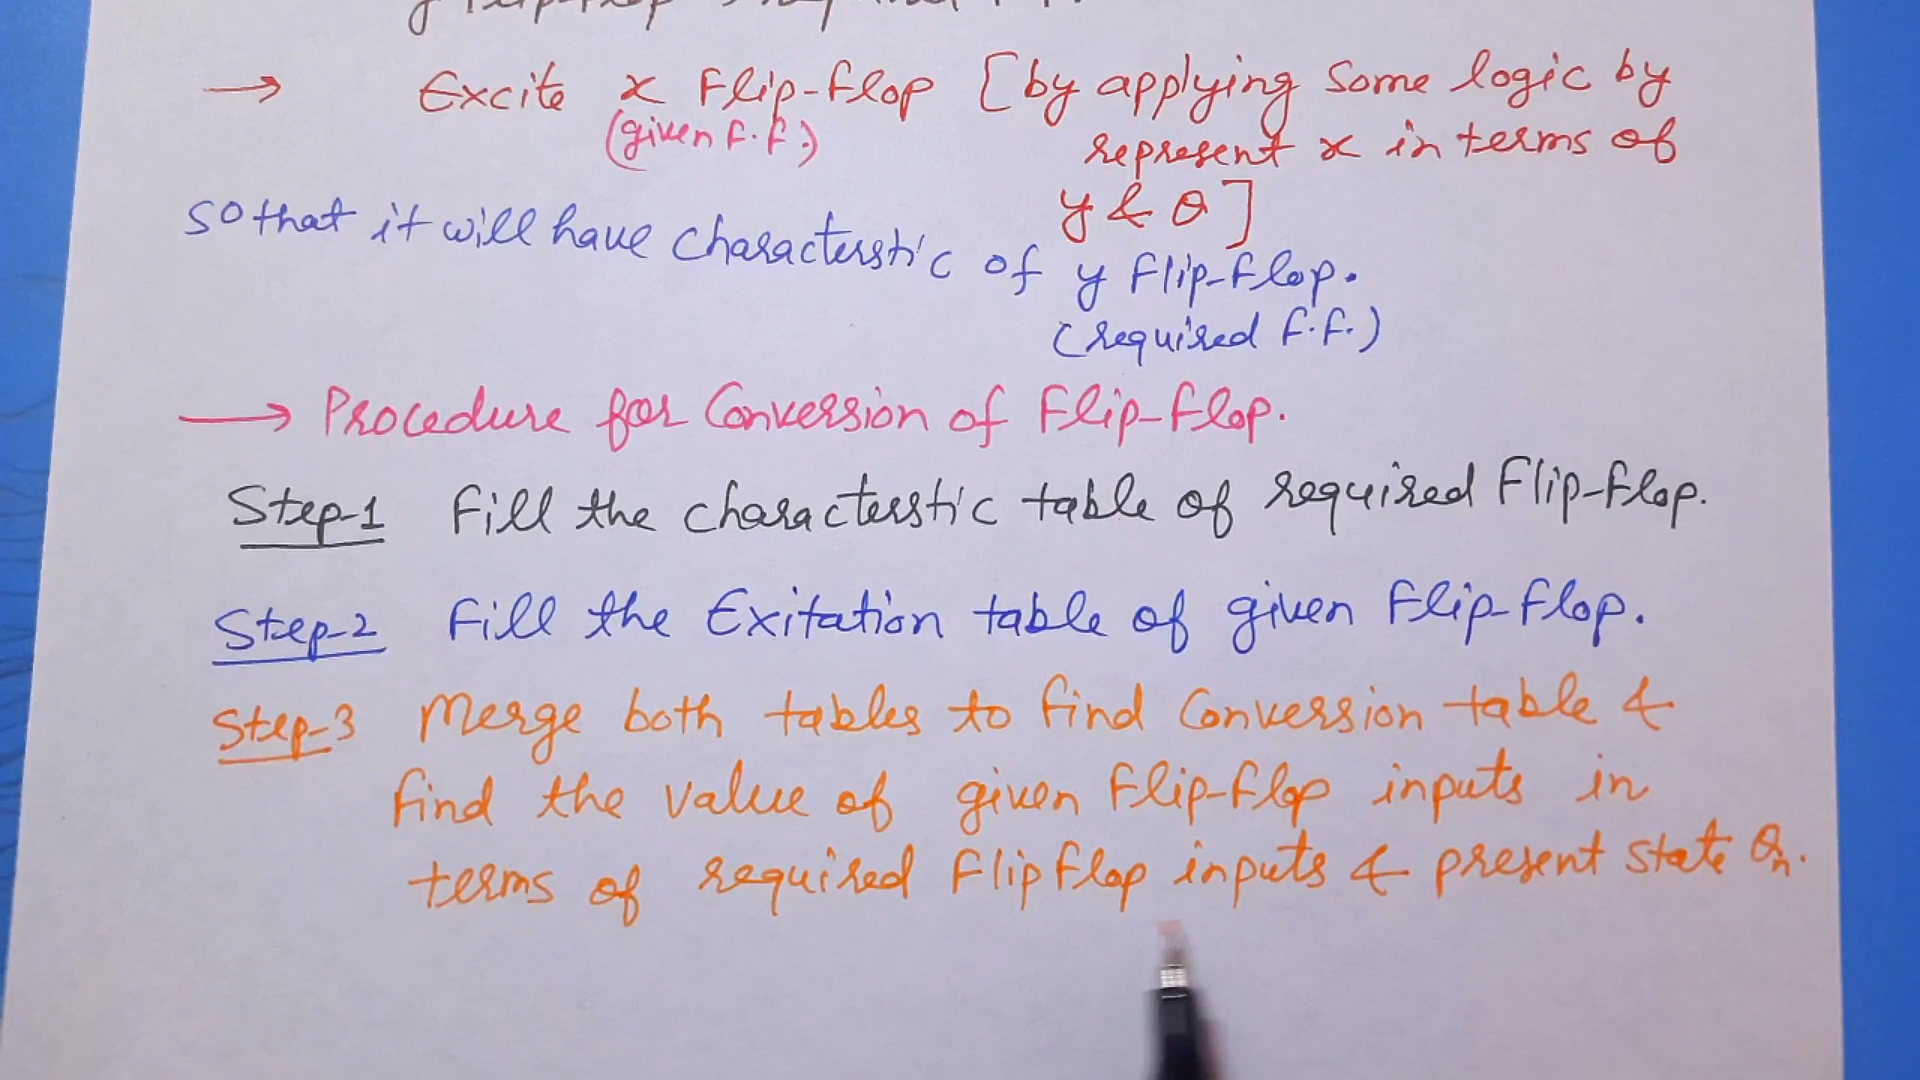 y Flip-Flop
→ Excite x Flip-flop [by applying Some logic by
(given f.f.) represent x in terms of
y & Q]
so that it will have characterstic of y Flip-Flop.
(required f.f.)
→ Procedure for Conversion of Flip-flop.
Step-1 Fill the characterstic table of required Flip-flop.
Step-2 Fill the Exitation table of given Flip-flop.
Step-3 Merge both tables to find Conversion table &
find the value of given Flip-flop inputs in
terms of required Flip flop inputs & present state Qn.